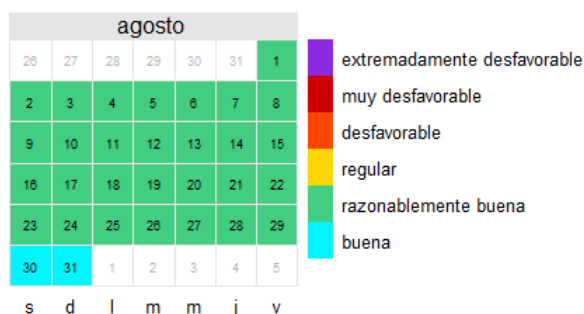 agosto
26 27 28 29 30 31 1
2 3 4 5 6 7 8
9 10 11 12 13 14 15
16 17 18 19 20 21 22
23 24 25 26 27 28 29
30 31 1 2 3 4 5
s d l m m j v
extremadamente desfavorable
muy desfavorable
desfavorable
regular
razonablemente buena
buena